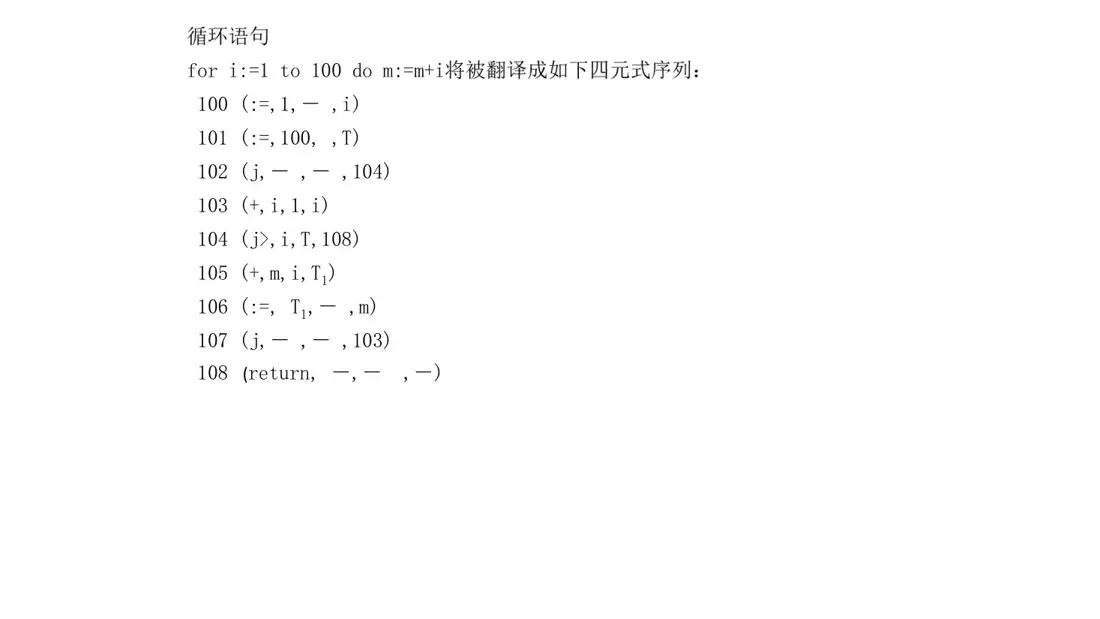 循环语句
for i:=1 to 100 do m:=m+i将被翻译成如下四元式序列：
100 (:=,1,－ ,i)
101 (:=,100, ,T)
102 (j,－ ,－ ,104)
103 (+,i,1,i)
104 (j>,i,T,108)
105 (+,m,i,T₁)
106 (:=, T₁,－ ,m)
107 (j,－ ,－ ,103)
108 (return, －,－ ,－)